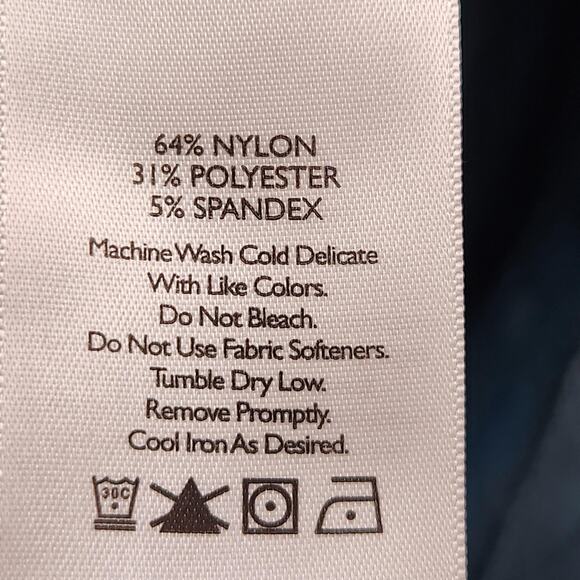 64% NYLON
31% POLYESTER
5% SPANDEX
Machine Wash Cold Delicate
With Like Colors.
Do Not Bleach.
Do Not Use Fabric Softeners.
Tumble Dry Low.
Remove Promptly.
Cool Iron As Desired.
30C